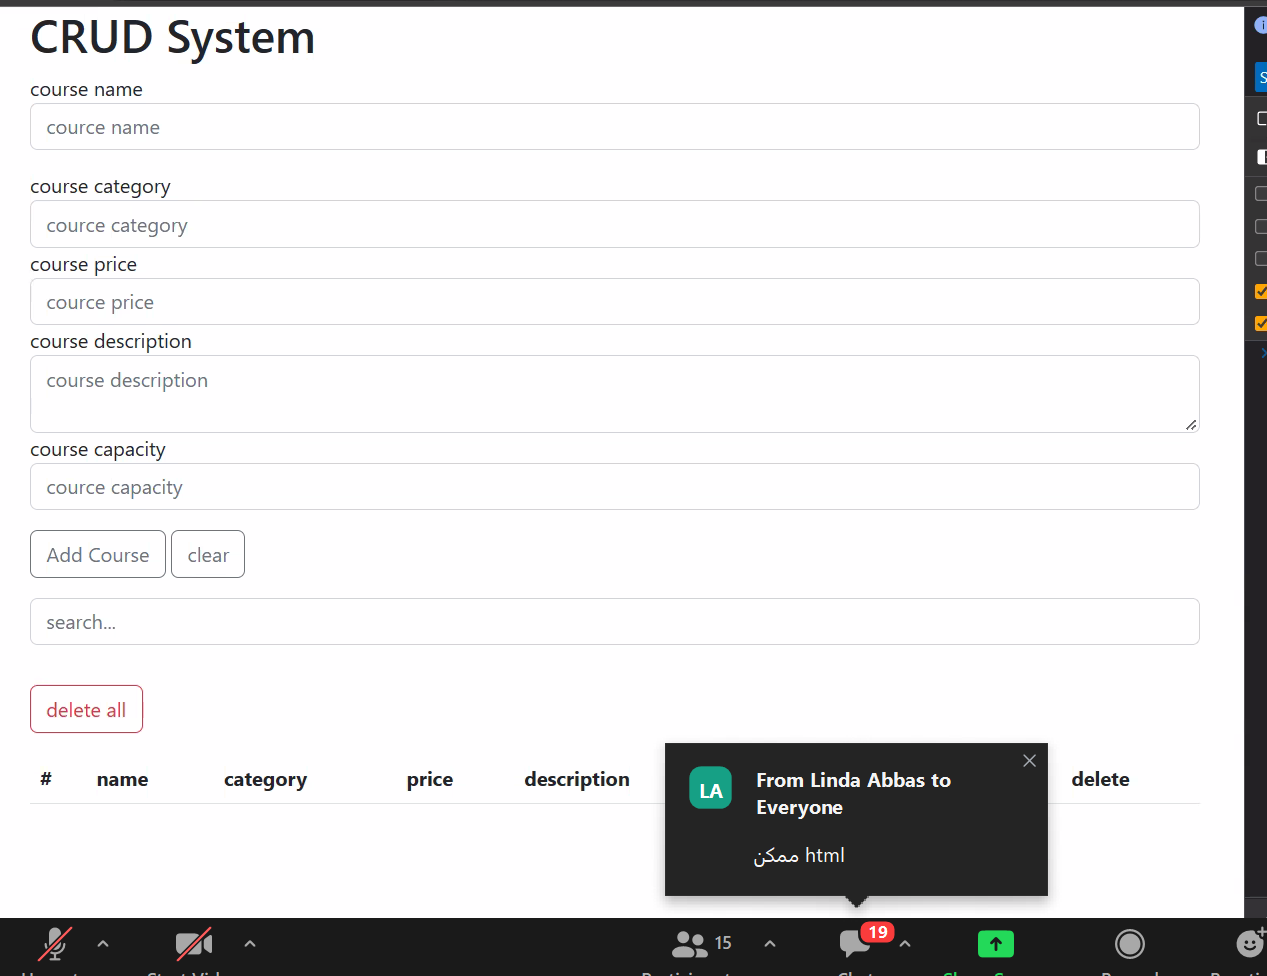 CRUD System
course name
cource name
course category
cource category
course price
cource price
course description
course description
course capacity
cource capacity
Add Course clear
search...
delete all
# name category price description delete
LA
From Linda Abbas to
Everyone
ممكن html
15
19